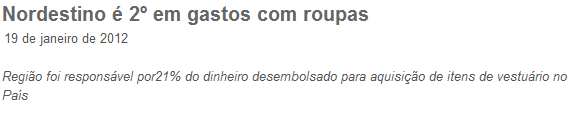 Nordestino é 2º em gastos com roupas
19 de janeiro de 2012
Região foi responsável por21% do dinheiro desembolsado para aquisição de itens de vestuário no
País